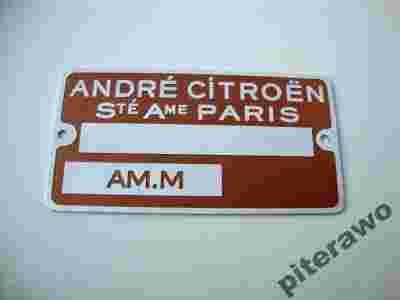 ANDRÉ CİTROËN
STÉ AME PARIS
AM.M
piterawo